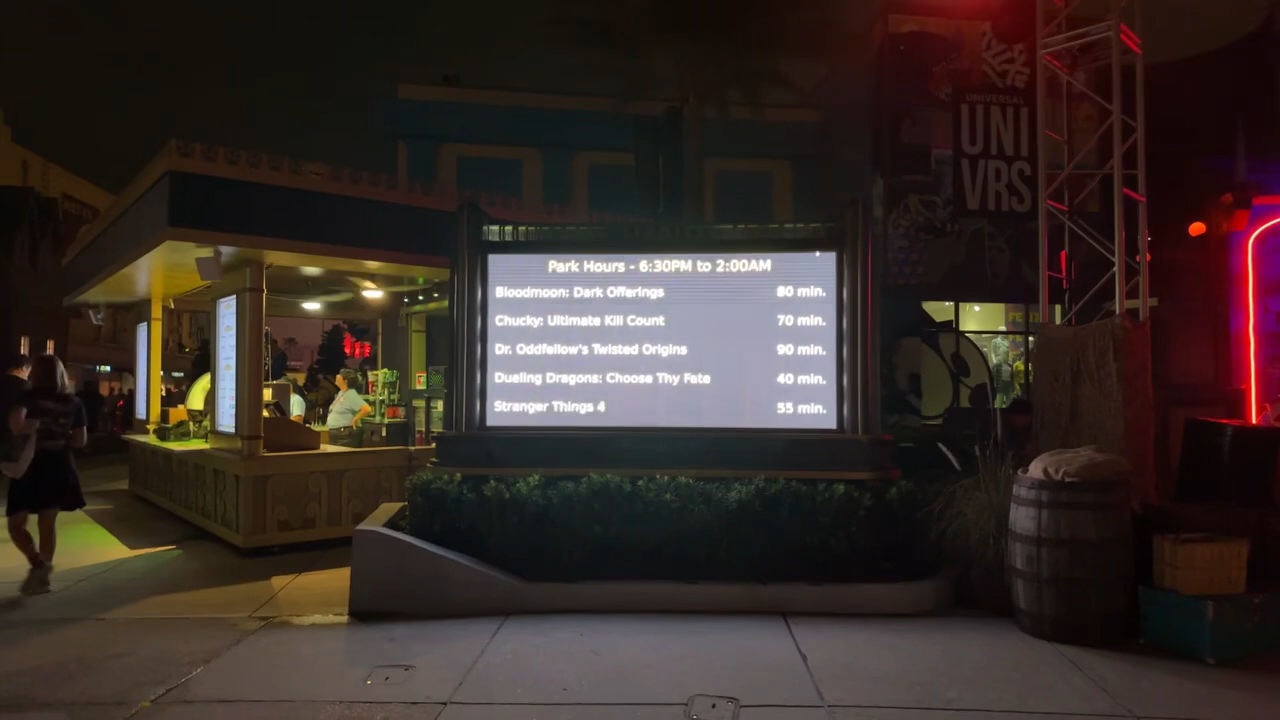 UNIVERSAL
UNI
VRS
Park Hours - 6:30PM to 2:00AM
Bloodmoon: Dark Offerings 80 min.
Chucky: Ultimate Kill Count 70 min.
Dr. Oddfellow's Twisted Origins 90 min.
Dueling Dragons: Choose Thy Fate 40 min.
Stranger Things 4 55 min.